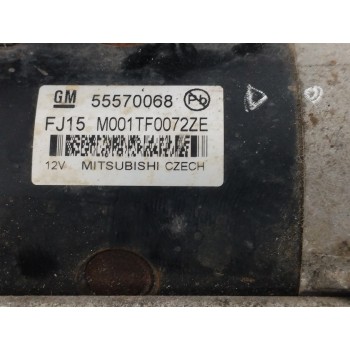 GM 55570068 Pb
FJ15 M001TF0072ZE
12V MITSUBISHI CZECH